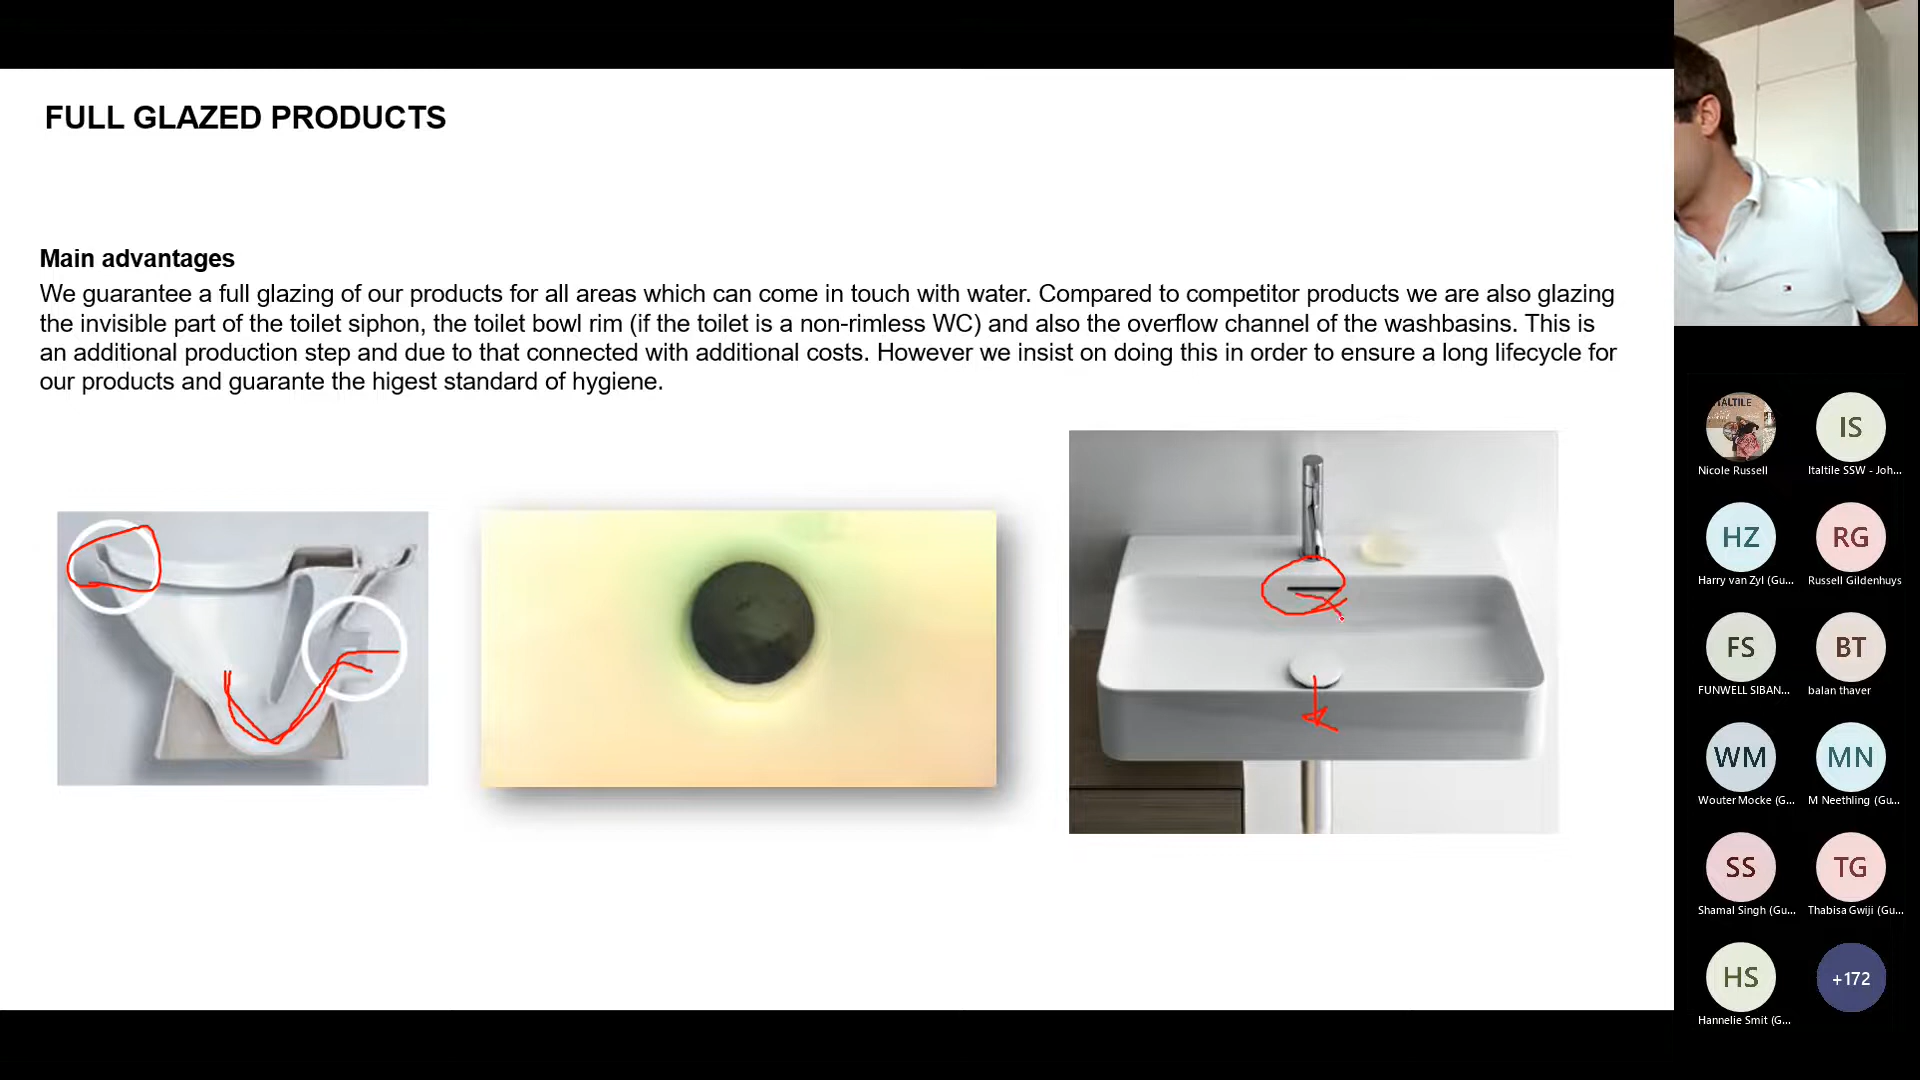 FULL GLAZED PRODUCTS
Main advantages
We guarantee a full glazing of our products for all areas which can come in touch with water. Compared to competitor products we are also glazing
the invisible part of the toilet siphon, the toilet bowl rim (if the toilet is a non-rimless WC) and also the overflow channel of the washbasins. This is
an additional production step and due to that connected with additional costs. However we insist on doing this in order to ensure a long lifecycle for
our products and guarante the higest standard of hygiene.
ITALTILE
Nicole Russell
IS
Italtile SSW - Joh...
HZ
Harry van Zyl (Gu...
RG
Russell Gildenhuys
FS
FUNWELL SIBAN...
BT
balan thaver
WM
Wouter Mocke (G...
MN
M Neethling (Gu...
SS
Shamal Singh (Gu...
TG
Thabisa Gwiji (Gu...
HS
Hannelie Smit (G...
+172